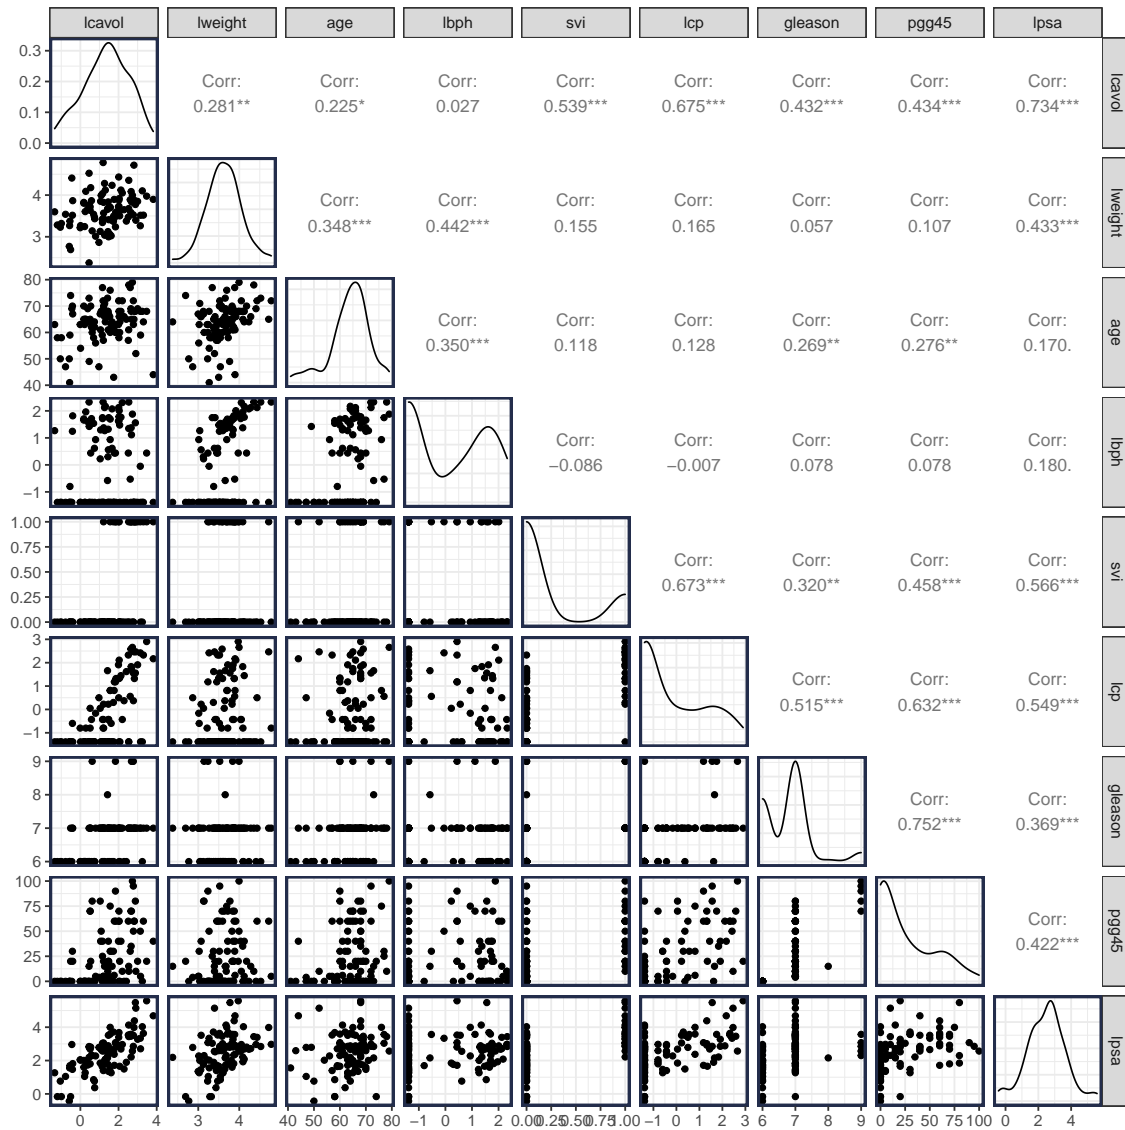 lcavol lweight age lbph svi lcp gleason pgg45 lpsa
0.3
0.2
0.1
0.0
Corr: Corr: Corr: Corr: Corr: Corr: Corr: Corr:
0.281** 0.225* 0.027 0.539*** 0.675*** 0.432*** 0.434*** 0.734***
lcavol
4
3
Corr: Corr: Corr: Corr: Corr: Corr: Corr:
0.348*** 0.442*** 0.155 0.165 0.057 0.107 0.433***
lweight
80
70
60
50
40
Corr: Corr: Corr: Corr: Corr: Corr:
0.350*** 0.118 0.128 0.269** 0.276** 0.170.
age
2
1
0
−1
Corr: Corr: Corr: Corr: Corr:
−0.086 −0.007 0.078 0.078 0.180.
lbph
1.00
0.75
0.50
0.25
0.00
Corr: Corr: Corr: Corr:
0.673*** 0.320** 0.458*** 0.566***
svi
3
2
1
0
−1
Corr: Corr: Corr:
0.515*** 0.632*** 0.549***
lcp
9
8
7
6
Corr: Corr:
0.752*** 0.369***
gleason
100
75
50
25
0
Corr:
0.422***
pgg45
4
2
0
lpsa
0 2 4 3 4 40 50 60 70 80 −1 0 1 2 0.00 0.25 0.50 0.75 1.00 −1 0 1 2 3 6 7 8 9 0 25 50 75 100 0 2 4